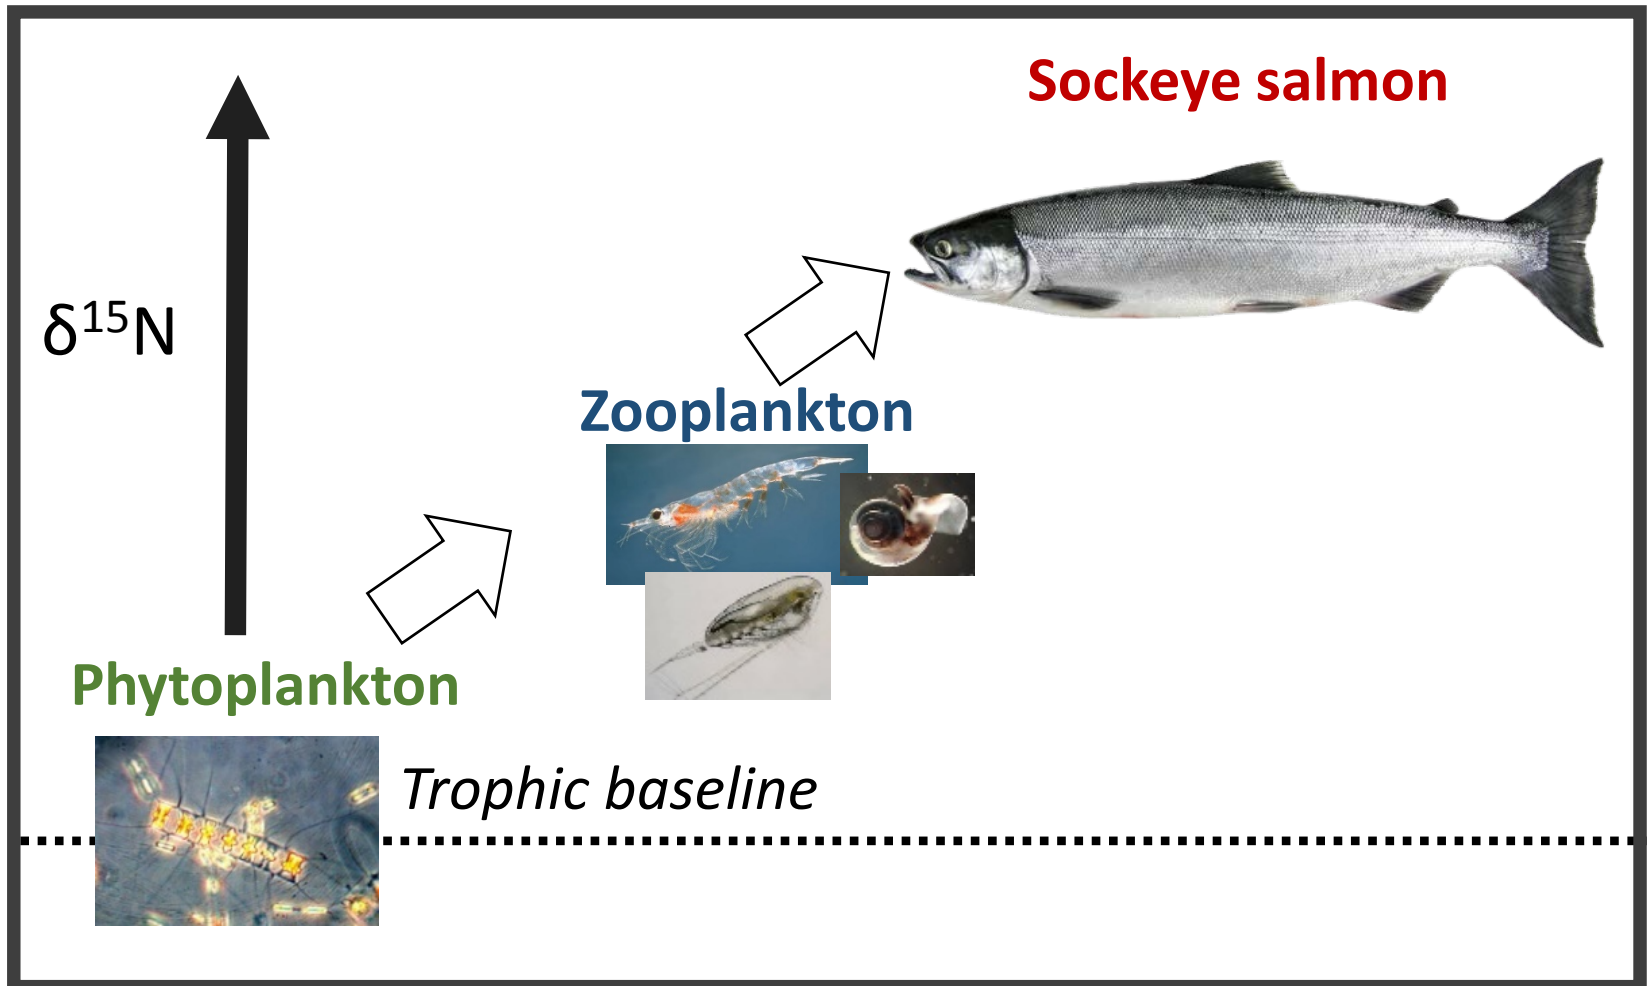 Sockeye salmon
δ¹⁵N
Zooplankton
Phytoplankton
Trophic baseline